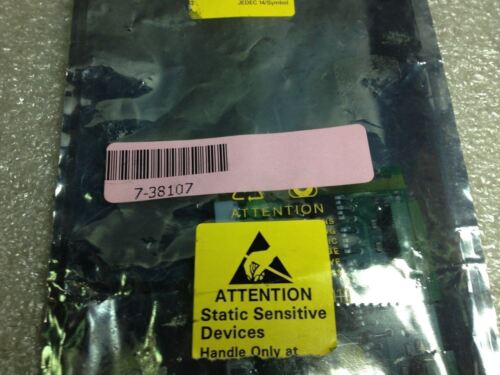 JEDEC 14/Symbol
7-38107
ATTENTION
ATTENTION
Static Sensitive
Devices
Handle Only at